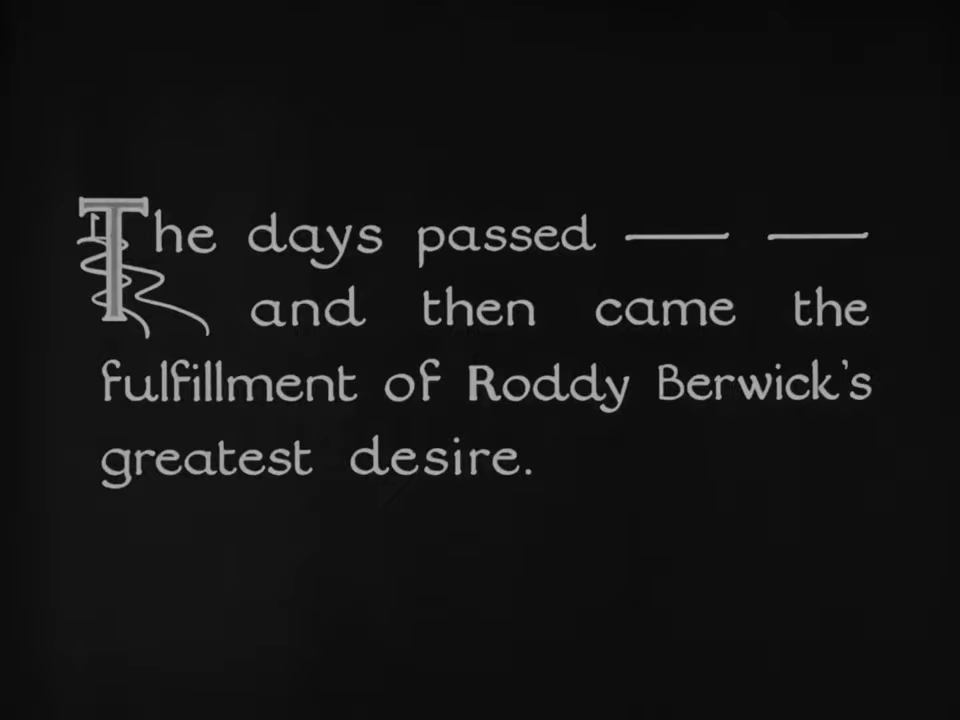 The days passed — —
and then came the
fulfillment of Roddy Berwick's
greatest desire.